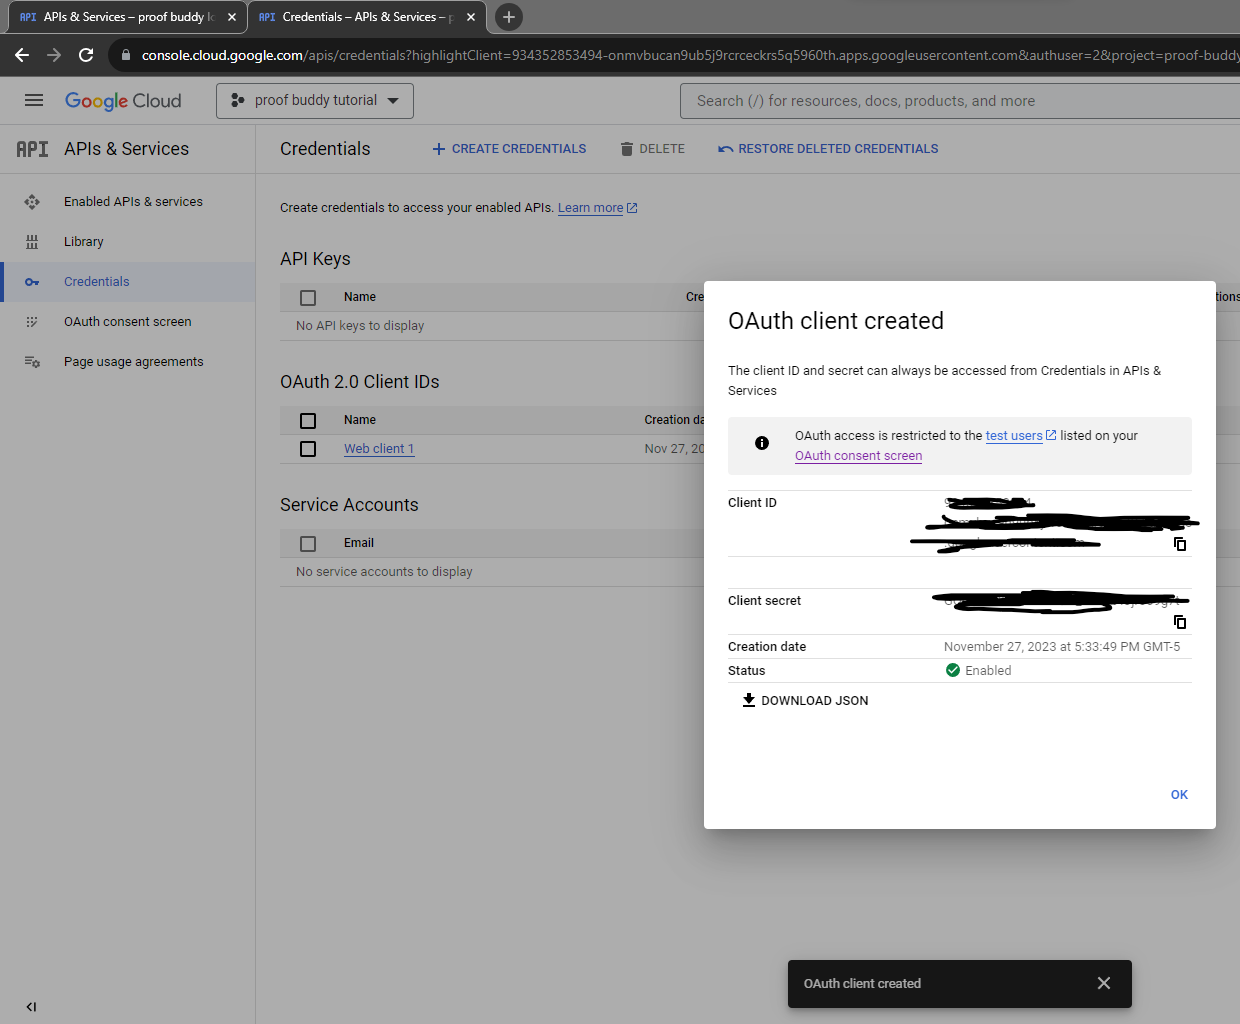 API APIs & Services – proof buddy lo
API Credentials – APIs & Services – p
console.cloud.google.com/apis/credentials?highlightClient=934352853494-onmvbucan9ub5j9rcrceckrs5q5960th.apps.googleusercontent.com&authuser=2&project=proof-buddy
Google Cloud
proof buddy tutorial
Search (/) for resources, docs, products, and more
API APIs & Services
Enabled APIs & services
Library
Credentials
OAuth consent screen
Page usage agreements
Credentials
CREATE CREDENTIALS
DELETE
RESTORE DELETED CREDENTIALS
Create credentials to access your enabled APIs. Learn more
API Keys
Name
Cre
tions
No API keys to display
OAuth 2.0 Client IDs
Name
Creation da
Web client 1
Nov 27, 20
Service Accounts
Email
No service accounts to display
OAuth client created
The client ID and secret can always be accessed from Credentials in APIs &
Services
OAuth access is restricted to the test users listed on your
OAuth consent screen
Client ID
Client secret
Creation date
November 27, 2023 at 5:33:49 PM GMT-5
Status
Enabled
DOWNLOAD JSON
OK
OAuth client created